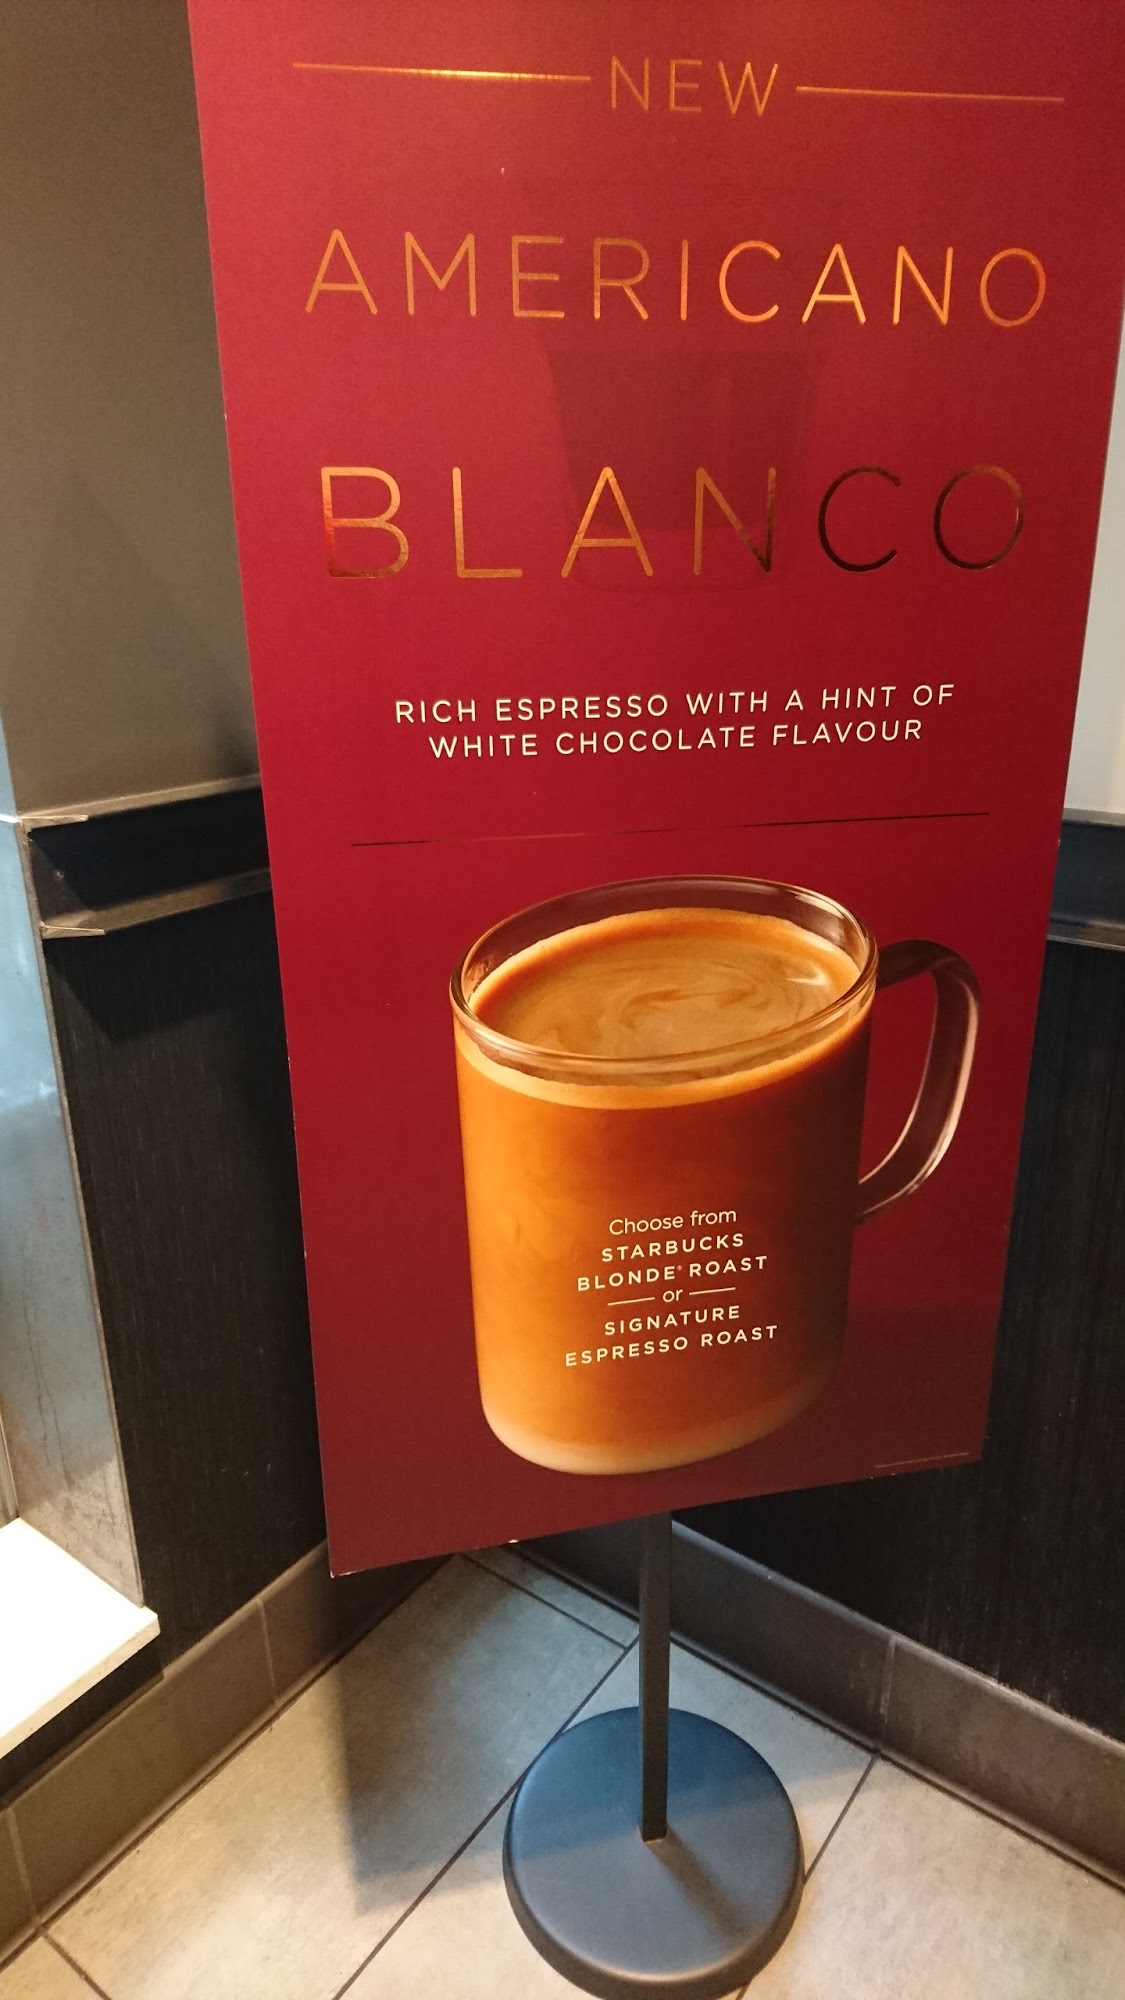 NEW
AMERICANO
BLANCO
RICH ESPRESSO WITH A HINT OF
WHITE CHOCOLATE FLAVOUR
Choose from
STARBUCKS
BLONDE® ROAST
or
SIGNATURE
ESPRESSO ROAST